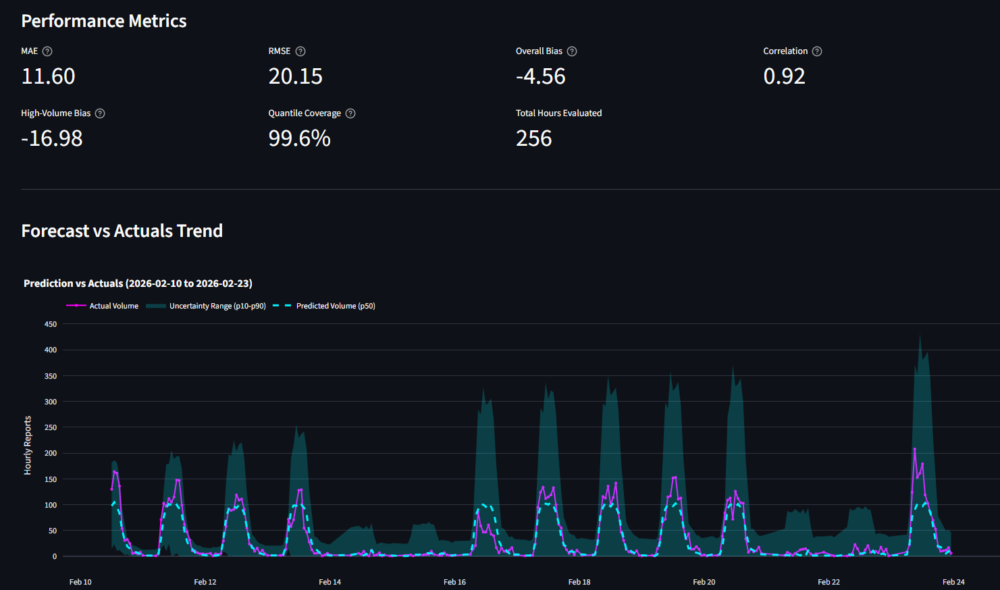 Performance Metrics
MAE RMSE Overall Bias Correlation
11.60 20.15 -4.56 0.92
High-Volume Bias Quantile Coverage Total Hours Evaluated
-16.98 99.6% 256
Forecast vs Actuals Trend
Prediction vs Actuals (2026-02-10 to 2026-02-23)
Actual Volume Uncertainty Range (p10-p90) Predicted Volume (p50)
450
400
350
300
250
200
150
100
50
0
Hourly Reports
Feb 10 Feb 12 Feb 14 Feb 16 Feb 18 Feb 20 Feb 22 Feb 24